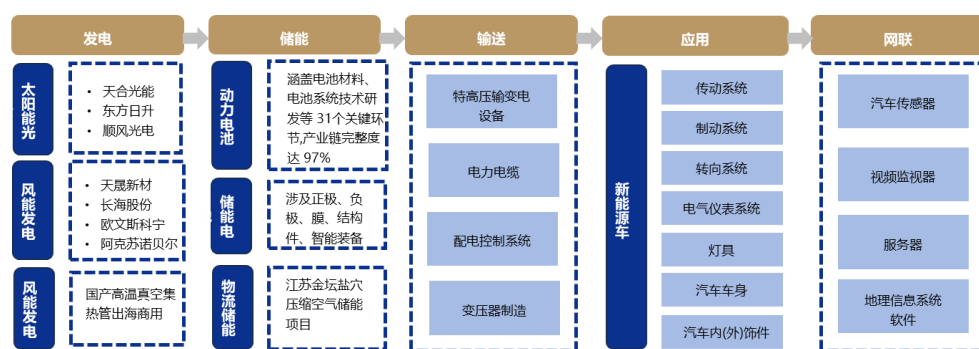 发电
储能
输送
应用
网联
太阳能光
• 天合光能
• 东方日升
• 顺风光电
风能发电
• 天晟新材
• 长海股份
• 欧文斯科宁
• 阿克苏诺贝尔
风能发电
国产高温真空集
热管出海商用
动力电池
涵盖电池材料、
电池系统技术研
发等 31个关键环
节,产业链完整度
达 97%
储能电
涉及正极、负
极、膜、结构
件、智能装备
物流储能
江苏金坛盐穴
压缩空气储能
项目
特高压输变电
设备
电力电缆
配电控制系统
变压器制造
新能源车
传动系统
制动系统
转向系统
电气仪表系统
灯具
汽车车身
汽车内(外)饰件
汽车传感器
视频监视器
服务器
地理信息系统
软件